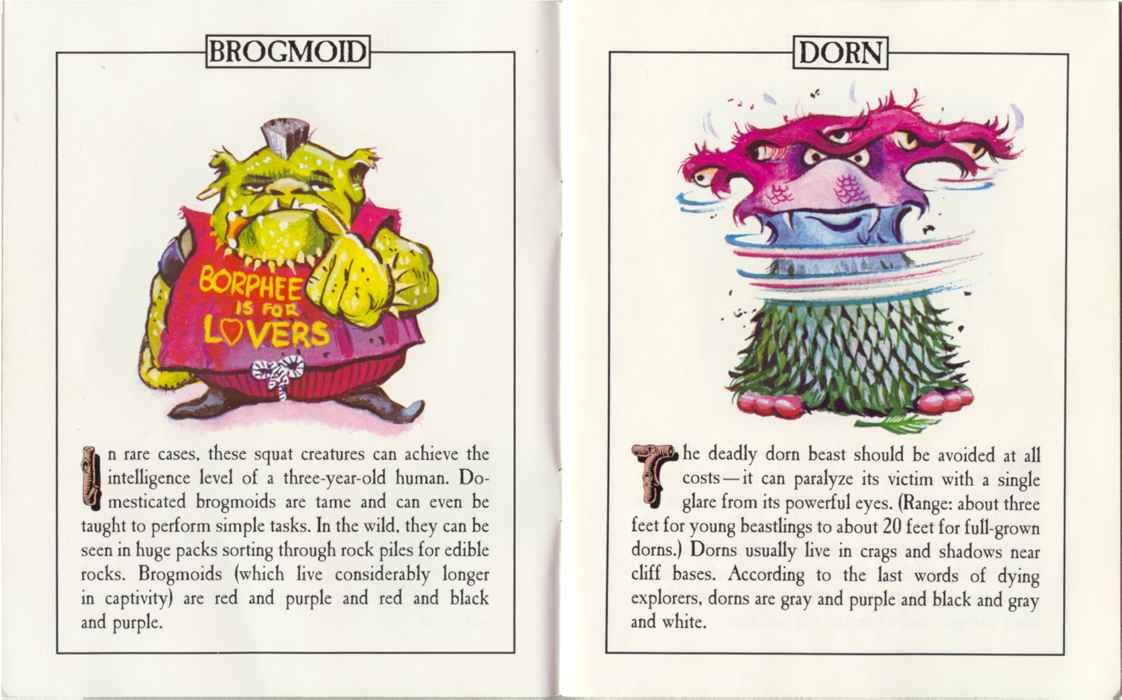 BROGMOID
BORPHEE
IS FOR
LOVERS
In rare cases, these squat creatures can achieve the
intelligence level of a three-year-old human. Do-
mesticated brogmoids are tame and can even be
taught to perform simple tasks. In the wild, they can be
seen in huge packs sorting through rock piles for edible
rocks. Brogmoids (which live considerably longer
in captivity) are red and purple and red and black
and purple.
DORN
The deadly dorn beast should be avoided at all
costs—it can paralyze its victim with a single
glare from its powerful eyes. (Range: about three
feet for young beastlings to about 20 feet for full-grown
dorns.) Dorns usually live in crags and shadows near
cliff bases. According to the last words of dying
explorers, dorns are gray and purple and black and gray
and white.